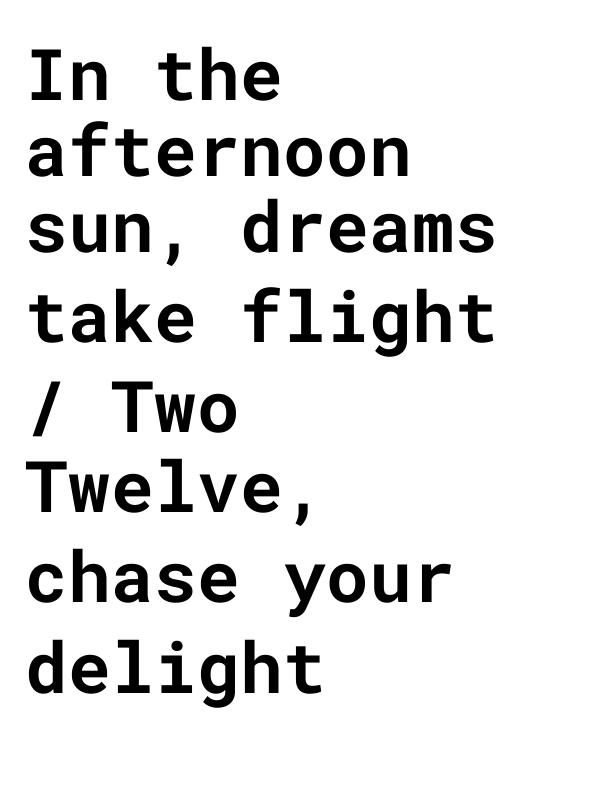 In the
afternoon
sun, dreams
take flight
/ Two
Twelve,
chase your
delight